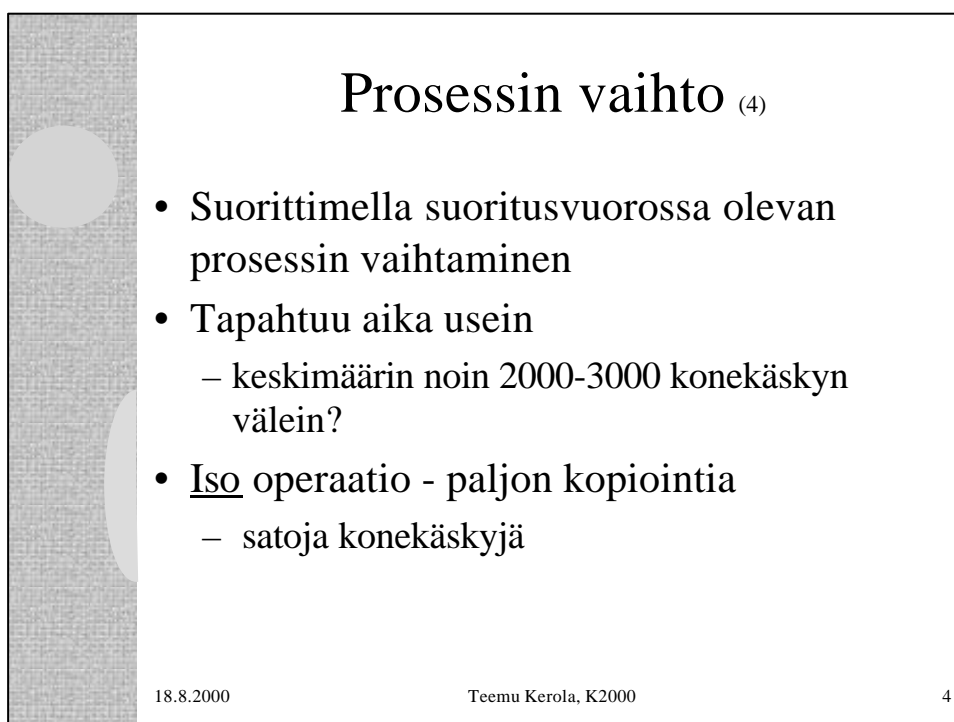 Prosessin vaihto (4)
• Suorittimella suoritusvuorossa olevan
prosessin vaihtaminen
• Tapahtuu aika usein
– keskimäärin noin 2000-3000 konekäskyn
välein?
• Iso operaatio - paljon kopiointia
– satoja konekäskyjä
18.8.2000 Teemu Kerola, K2000 4